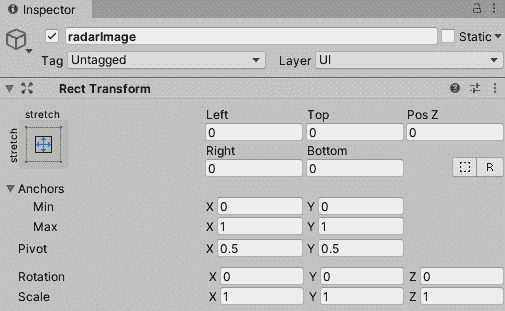 Inspector
radarImage Static
Tag Untagged Layer UI
Rect Transform
stretch Left Top Pos Z
stretch 0 0 0
Right Bottom
0 0 R
Anchors
Min X 0 Y 0
Max X 1 Y 1
Pivot X 0.5 Y 0.5
Rotation X 0 Y 0 Z 0
Scale X 1 Y 1 Z 1